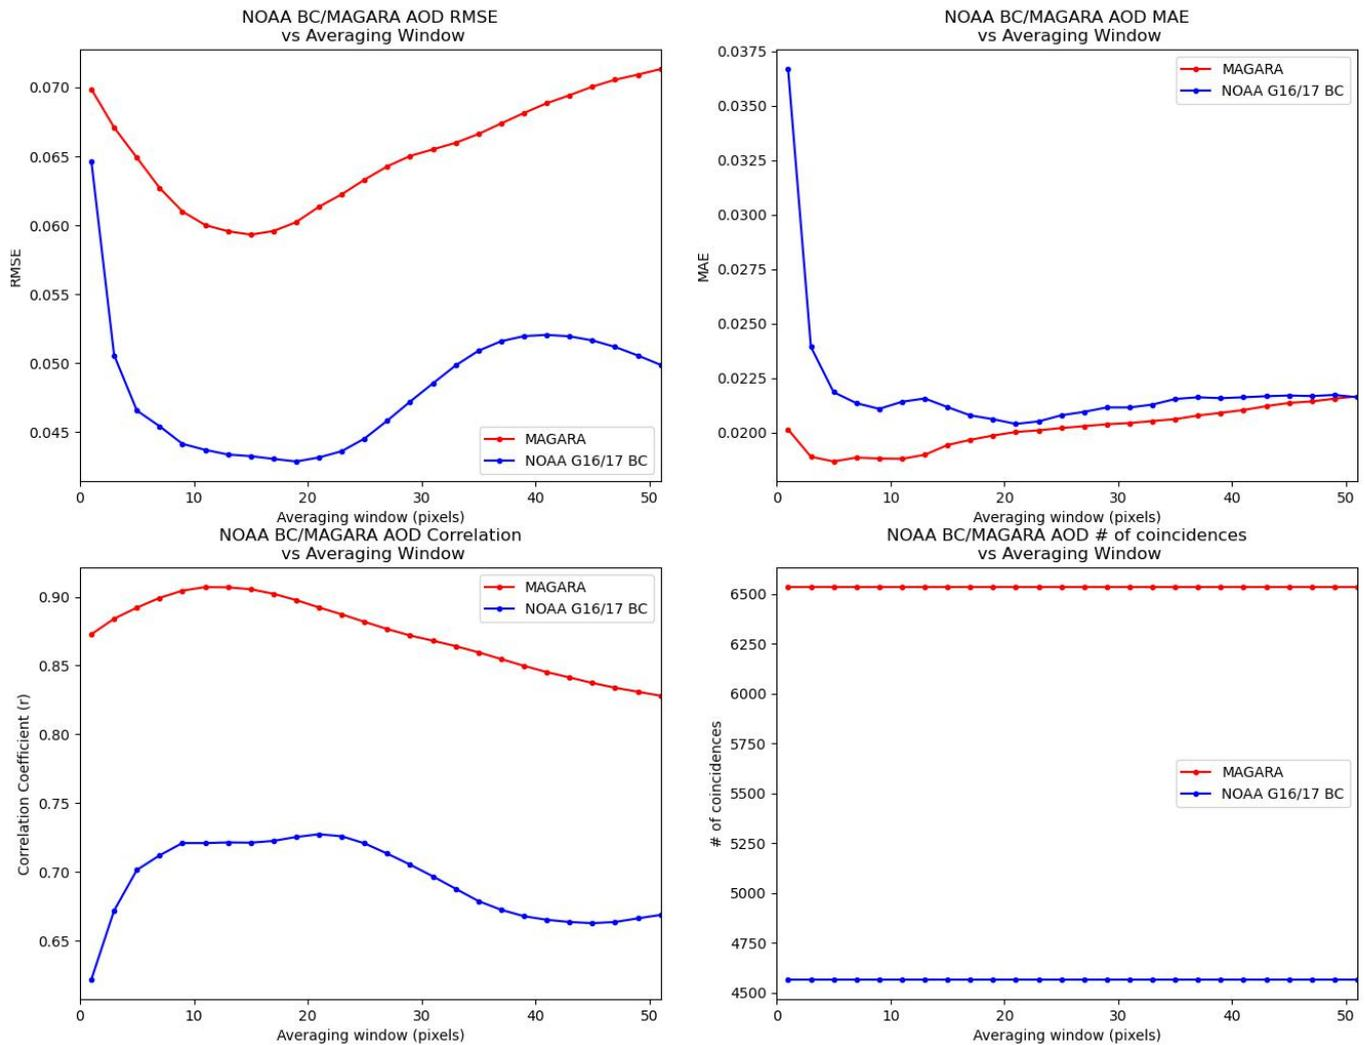 NOAA BC/MAGARA AOD RMSE
vs Averaging Window
RMSE
0.070
0.065
0.060
0.055
0.050
0.045
MAGARA
NOAA G16/17 BC
0 10 20 30 40 50
Averaging window (pixels)
NOAA BC/MAGARA AOD MAE
vs Averaging Window
MAE
0.0375
0.0350
0.0325
0.0300
0.0275
0.0250
0.0225
0.0200
MAGARA
NOAA G16/17 BC
0 10 20 30 40 50
Averaging window (pixels)
NOAA BC/MAGARA AOD Correlation
vs Averaging Window
Correlation Coefficient (r)
0.90
0.85
0.80
0.75
0.70
0.65
MAGARA
NOAA G16/17 BC
0 10 20 30 40 50
Averaging window (pixels)
NOAA BC/MAGARA AOD # of coincidences
vs Averaging Window
# of coincidences
6500
6250
6000
5750
5500
5250
5000
4750
4500
MAGARA
NOAA G16/17 BC
0 10 20 30 40 50
Averaging window (pixels)